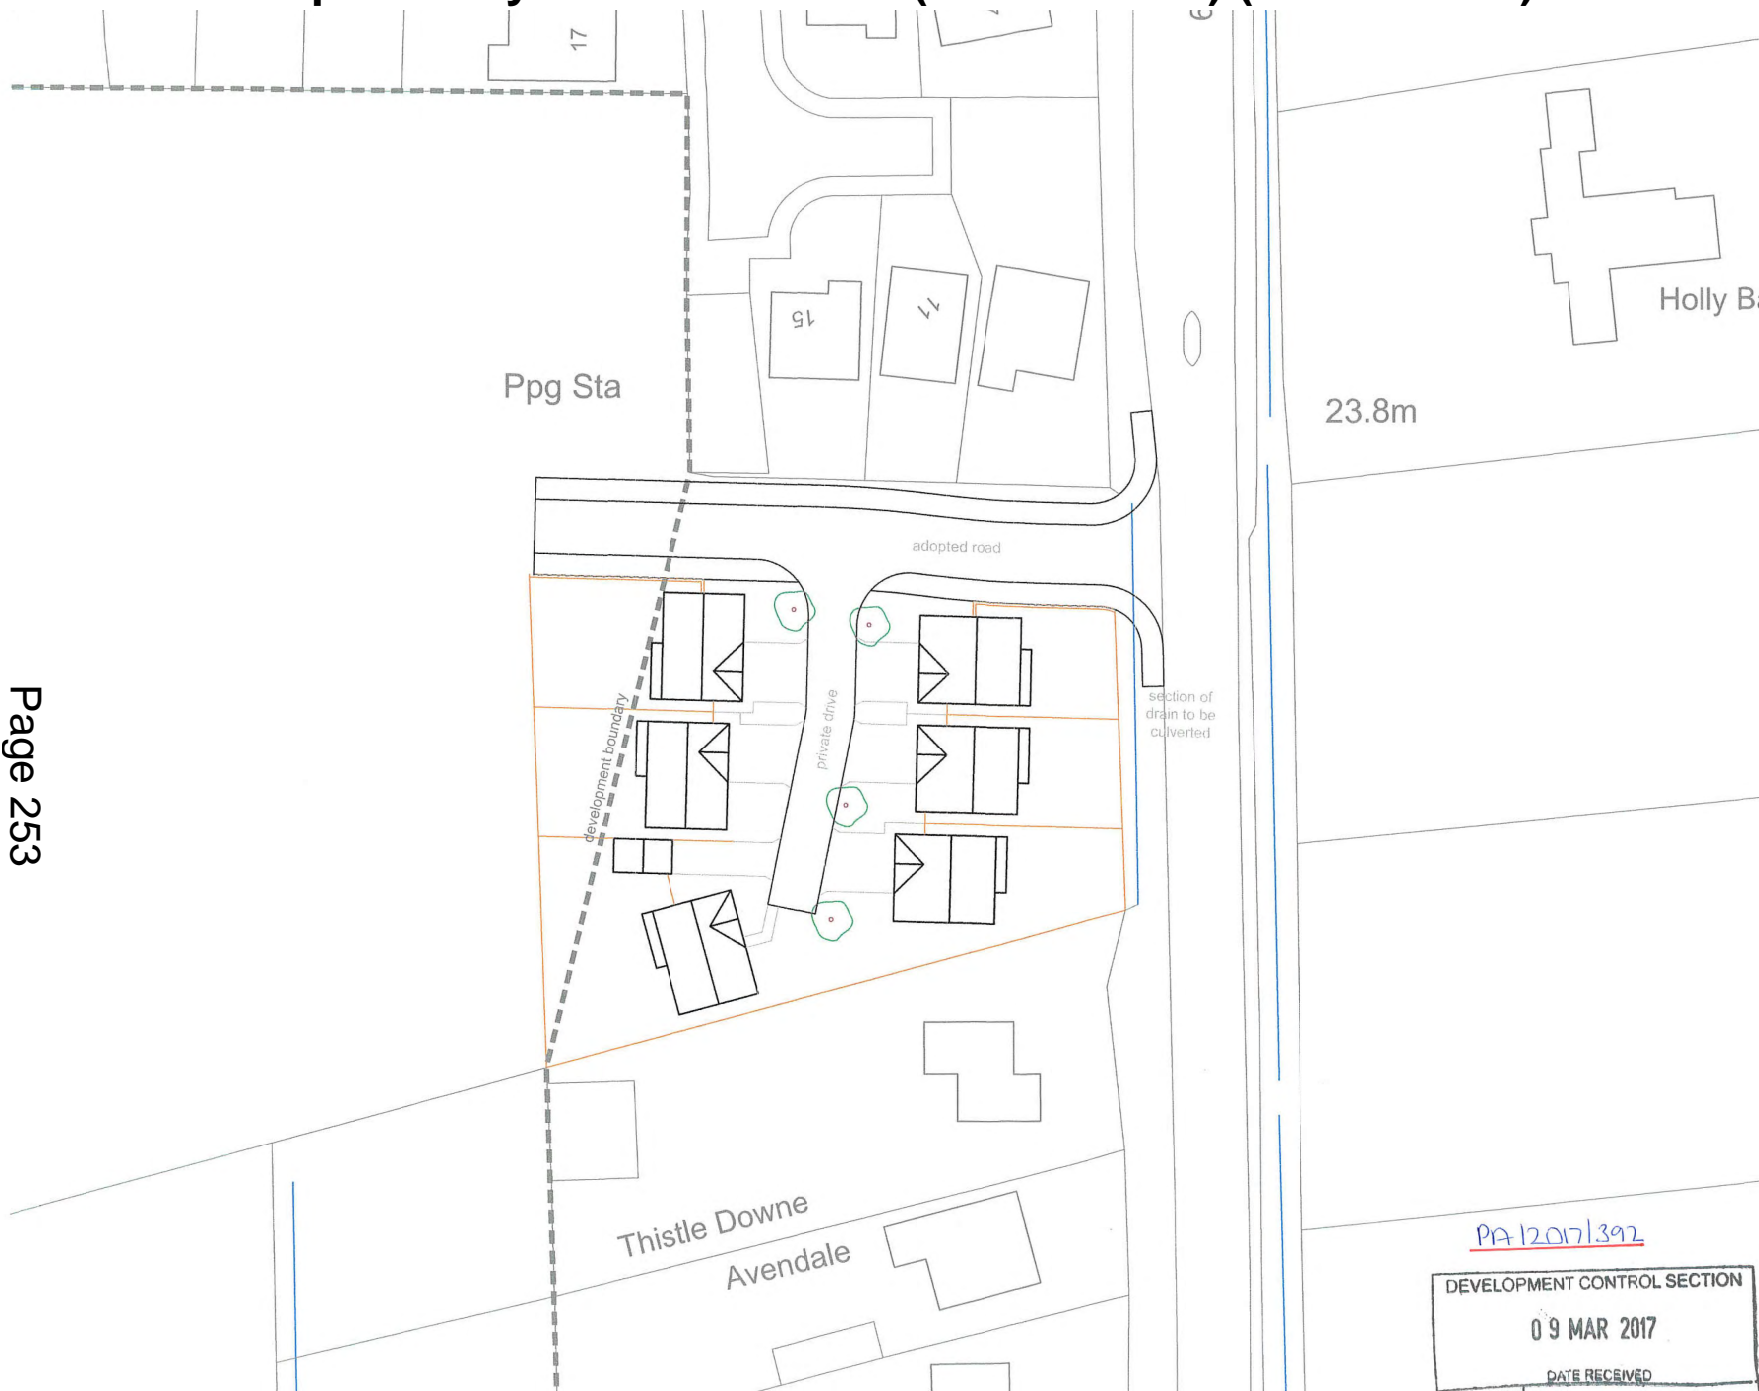 17
Ppg Sta
15
11
Holly Ba
23.8m
adopted road
private drive
development boundary
section of
drain to be
culverted
Page 253
Thistle Downe
Avendale
PA/2017/392
DEVELOPMENT CONTROL SECTION
09 MAR 2017
DATE RECEIVED